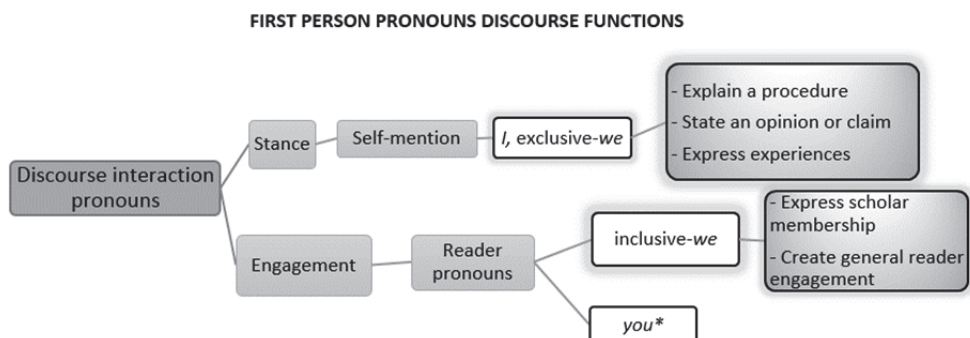 FIRST PERSON PRONOUNS DISCOURSE FUNCTIONS
Discourse interaction
pronouns
Stance
Self-mention
I, exclusive-we
- Explain a procedure
- State an opinion or claim
- Express experiences
Engagement
Reader
pronouns
inclusive-we
- Express scholar
membership
- Create general reader
engagement
you*